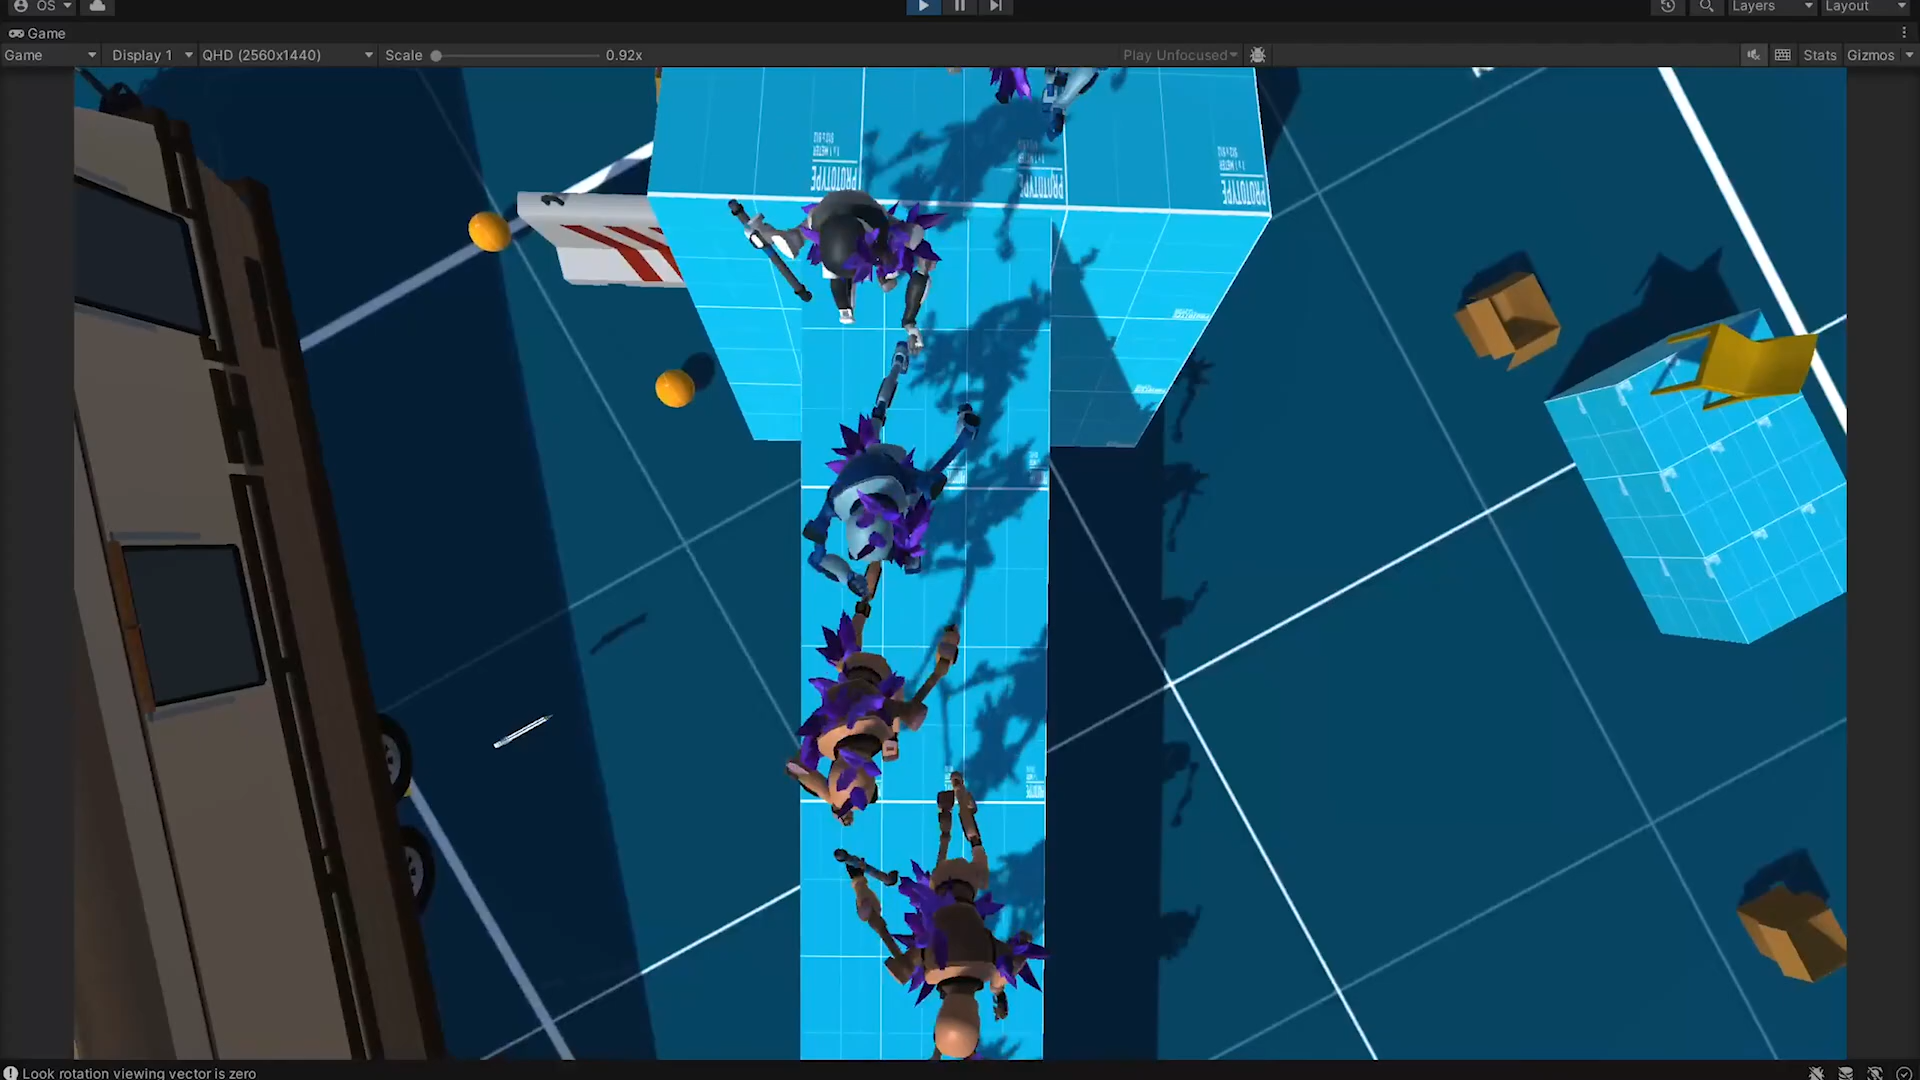 OS
Layers
Layout
Game
Game
Display 1
QHD (2560x1440)
Scale
0.92x
Play Unfocused
Stats
Gizmos
PROTOTYPE
PROTOTYPE
PROTOTYPE
Look rotation viewing vector is zero